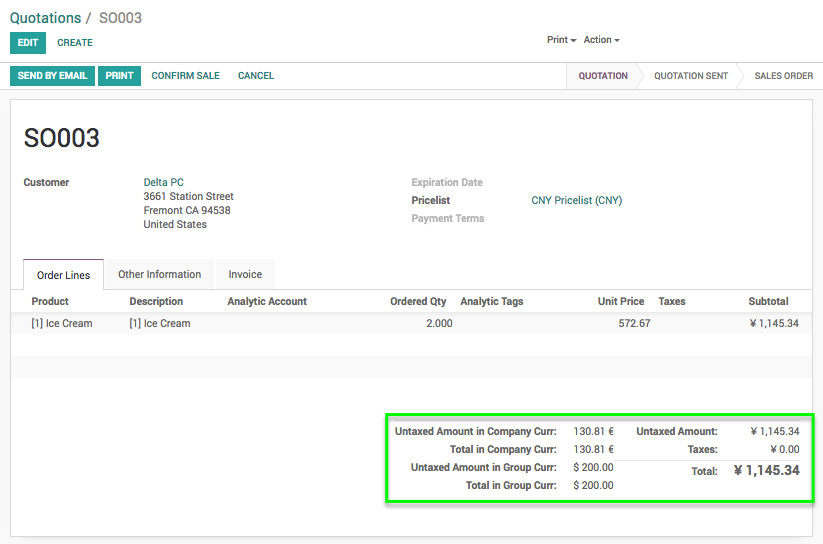 Quotations / SO003
EDIT CREATE Print Action
SEND BY EMAIL PRINT CONFIRM SALE CANCEL QUOTATION QUOTATION SENT SALES ORDER
SO003
Customer Delta PC Expiration Date
3661 Station Street Pricelist CNY Pricelist (CNY)
Fremont CA 94538 Payment Terms
United States
Order Lines Other Information Invoice
Product Description Analytic Account Ordered Qty Analytic Tags Unit Price Taxes Subtotal
[1] Ice Cream [1] Ice Cream 2.000 572.67 ¥ 1,145.34
Untaxed Amount in Company Curr: 130.81 € Untaxed Amount: ¥ 1,145.34
Total in Company Curr: 130.81 € Taxes: ¥ 0.00
Untaxed Amount in Group Curr: $ 200.00 Total: ¥ 1,145.34
Total in Group Curr: $ 200.00